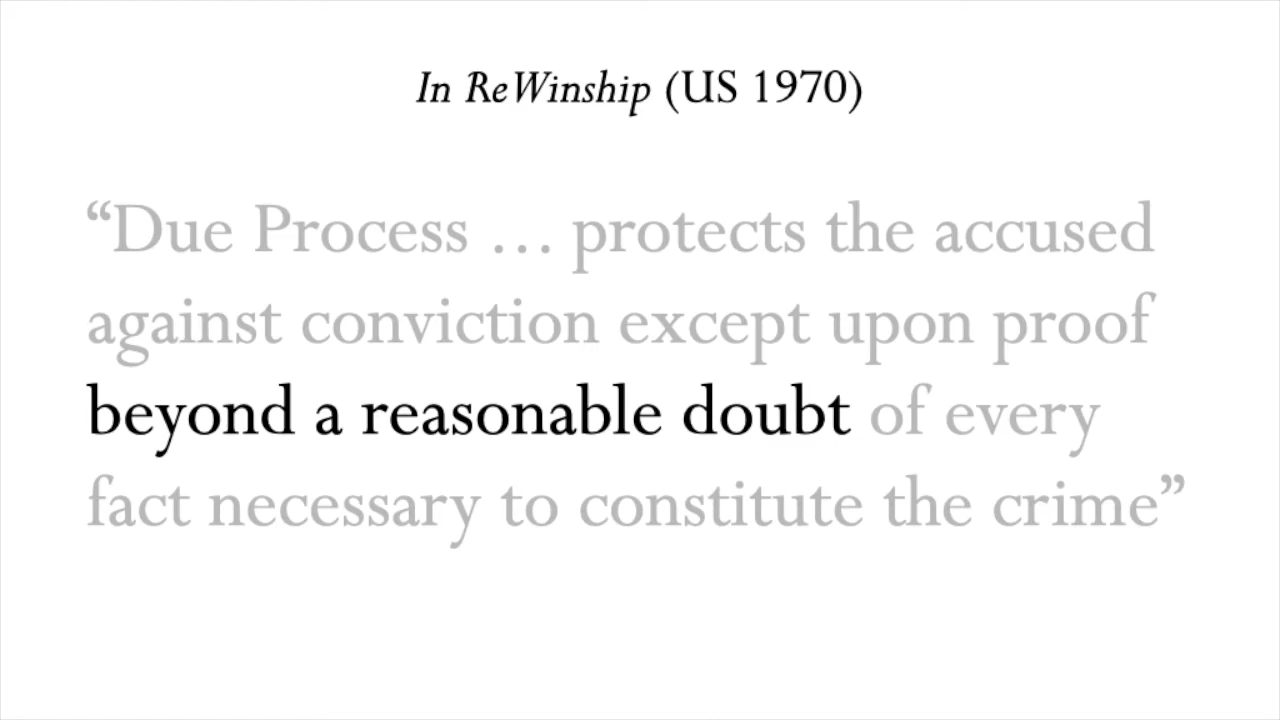 In Re Winship (US 1970)
“Due Process … protects the accused
against conviction except upon proof
beyond a reasonable doubt of every
fact necessary to constitute the crime”